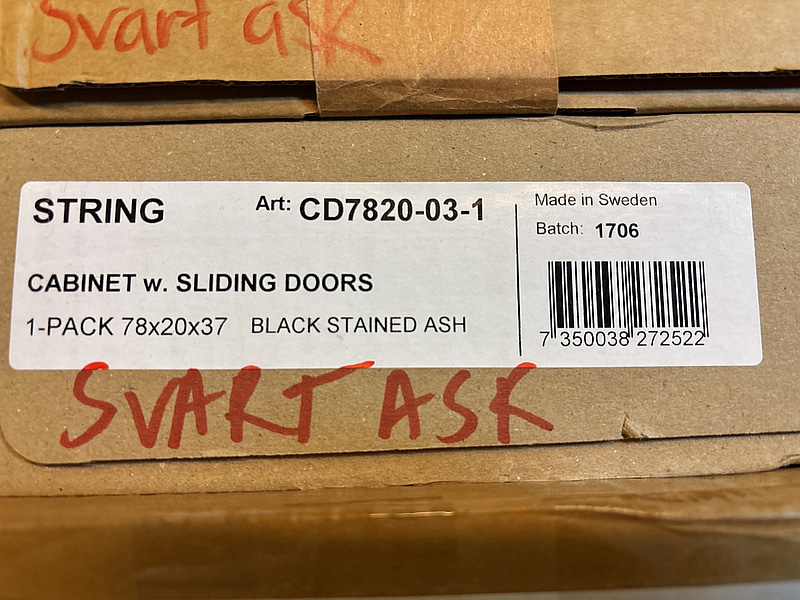 Svart ask
STRING Art: CD7820-03-1
Made in Sweden
Batch: 1706
CABINET w. SLIDING DOORS
1-PACK 78x20x37 BLACK STAINED ASH
7 350038 272522
SVART ASK